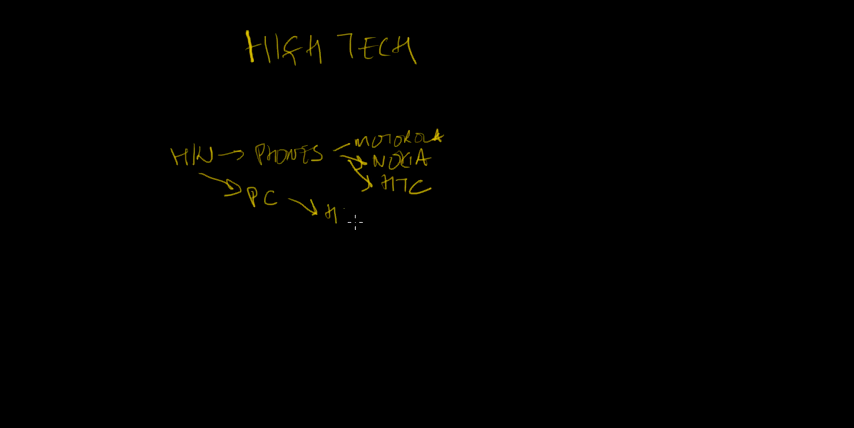 HIGH TECH
H/W → PHONES
MOTOROLA
NOKIA
HTC
PC
H